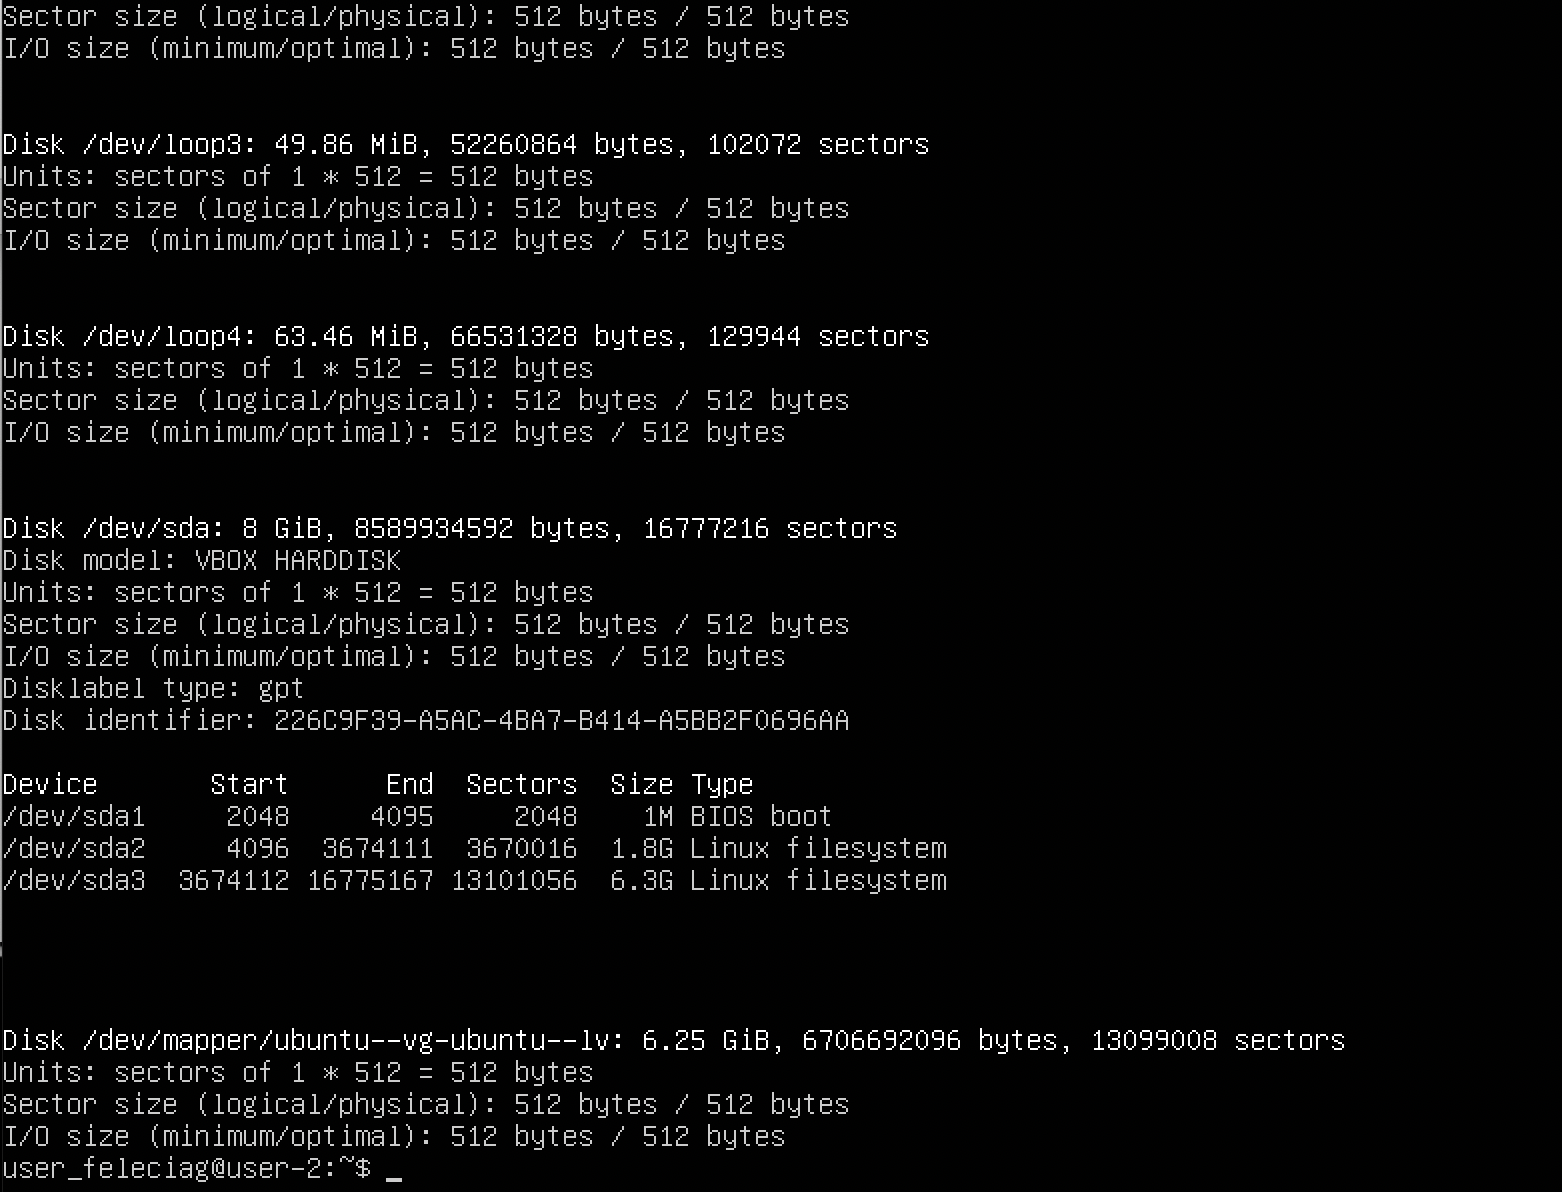 Sector size (logical/physical): 512 bytes / 512 bytes
I/O size (minimum/optimal): 512 bytes / 512 bytes
Disk /dev/loop3: 49.86 MiB, 52260864 bytes, 102072 sectors
Units: sectors of 1 * 512 = 512 bytes
Sector size (logical/physical): 512 bytes / 512 bytes
I/O size (minimum/optimal): 512 bytes / 512 bytes
Disk /dev/loop4: 63.46 MiB, 66531328 bytes, 129944 sectors
Units: sectors of 1 * 512 = 512 bytes
Sector size (logical/physical): 512 bytes / 512 bytes
I/O size (minimum/optimal): 512 bytes / 512 bytes
Disk /dev/sda: 8 GiB, 8589934592 bytes, 16777216 sectors
Disk model: VBOX HARDDISK
Units: sectors of 1 * 512 = 512 bytes
Sector size (logical/physical): 512 bytes / 512 bytes
I/O size (minimum/optimal): 512 bytes / 512 bytes
Disklabel type: gpt
Disk identifier: 226C9F39-A5AC-4BA7-B414-A5BB2F0696AA
Device       Start      End  Sectors  Size Type
/dev/sda1     2048     4095     2048    1M BIOS boot
/dev/sda2     4096  3674111  3670016  1.8G Linux filesystem
/dev/sda3  3674112 16775167 13101056  6.3G Linux filesystem
Disk /dev/mapper/ubuntu--vg-ubuntu--lv: 6.25 GiB, 6706692096 bytes, 13099008 sectors
Units: sectors of 1 * 512 = 512 bytes
Sector size (logical/physical): 512 bytes / 512 bytes
I/O size (minimum/optimal): 512 bytes / 512 bytes
user_feleciag@user-2:~$ _